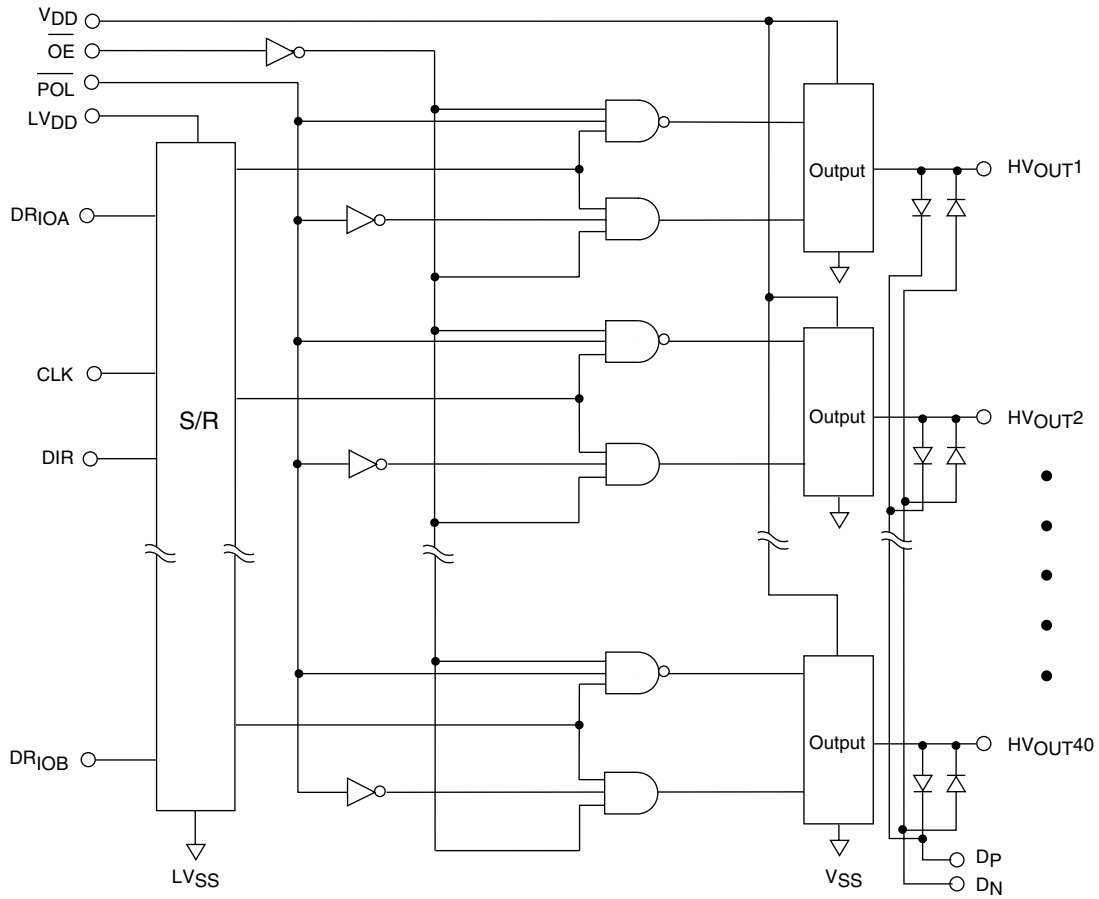 VDD
OE
POL
LVDD
Output
HVOUT1
DRIOA
CLK
S/R
Output
HVOUT2
DIR
DRIOB
Output
HVOUT40
LVSS
VSS
DP
DN